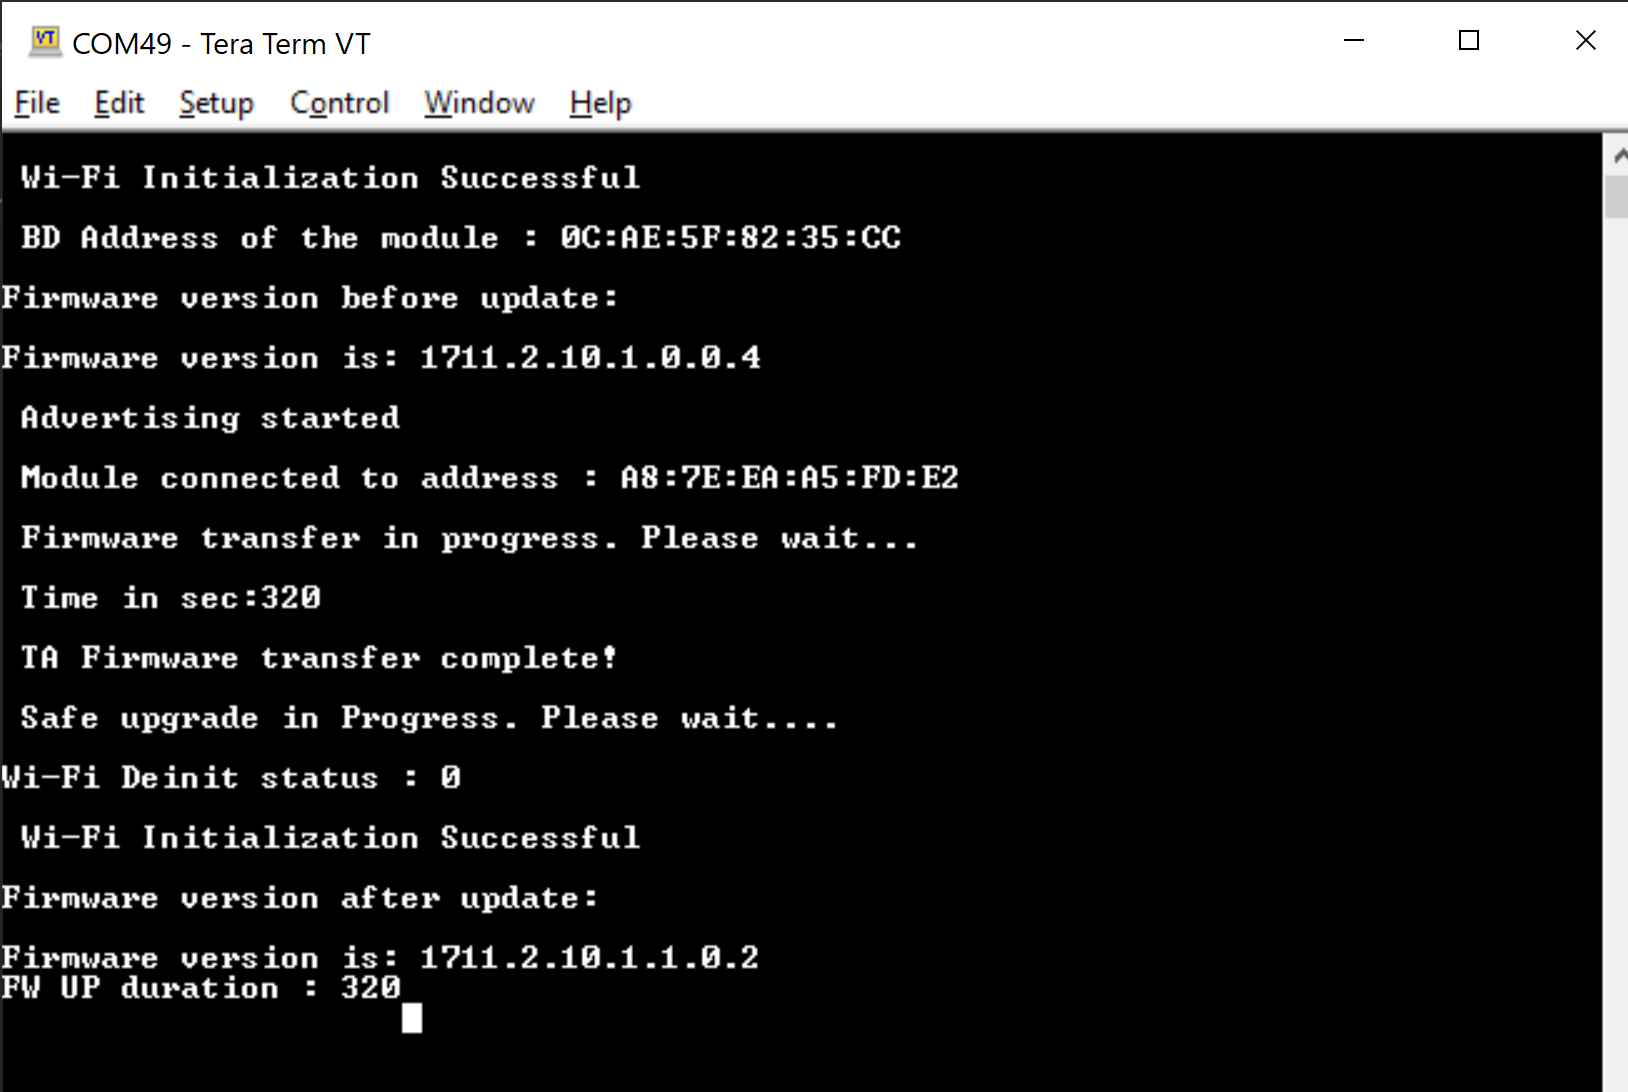 COM49 - Tera Term VT
File Edit Setup Control Window Help
Wi-Fi Initialization Successful
BD Address of the module : 0C:AE:5F:82:35:CC
Firmware version before update:
Firmware version is: 1711.2.10.1.0.0.4
Advertising started
Module connected to address : A8:7E:EA:A5:FD:E2
Firmware transfer in progress. Please wait...
Time in sec:320
TA Firmware transfer complete!
Safe upgrade in Progress. Please wait....
Wi-Fi Deinit status : 0
Wi-Fi Initialization Successful
Firmware version after update:
Firmware version is: 1711.2.10.1.1.0.2
FW UP duration : 320